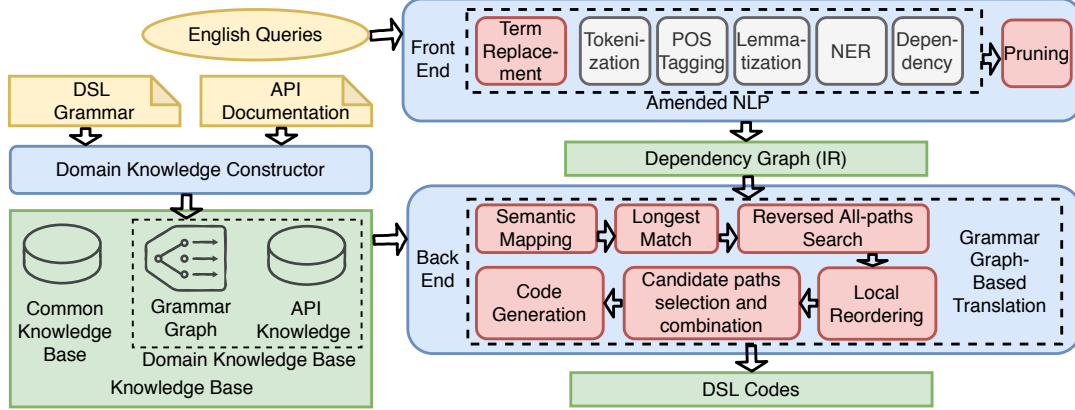 English Queries
DSL
Grammar
API
Documentation
Domain Knowledge Constructor
Common
Knowledge
Base
Grammar
Graph
API
Knowledge
Domain Knowledge Base
Knowledge Base
Front
End
Term
Replace-
ment
Tokeni-
zation
POS
Tagging
Lemma-
tization
NER
Depen-
dency
Pruning
Amended NLP
Dependency Graph (IR)
Back
End
Semantic
Mapping
Longest
Match
Reversed All-paths
Search
Grammar
Graph-
Based
Translation
Code
Generation
Candidate paths
selection and
combination
Local
Reordering
DSL Codes